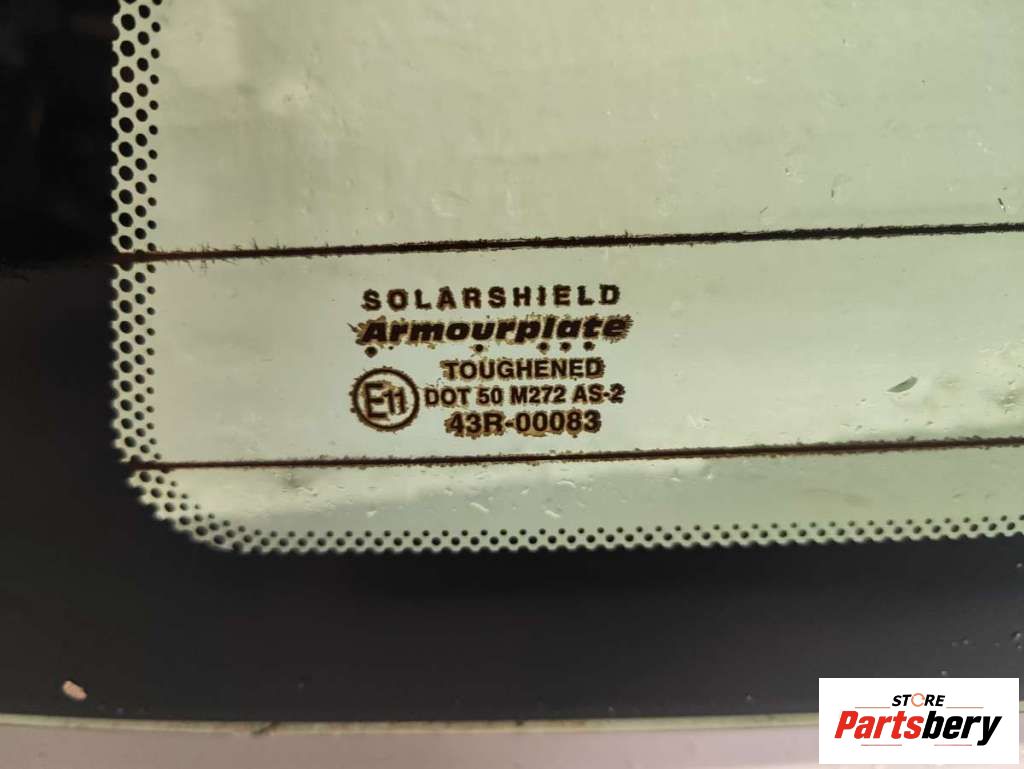 SOLARSHIELD
Armourplate
TOUGHENED
E11 DOT 50 M272 AS-2
43R-00083
STORE
Partsbery